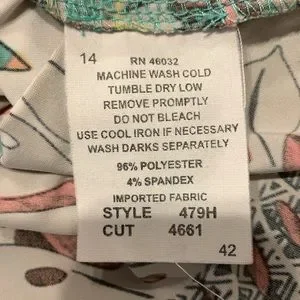 14 RN 46032
MACHINE WASH COLD
TUMBLE DRY LOW
REMOVE PROMPTLY
DO NOT BLEACH
USE COOL IRON IF NECESSARY
WASH DARKS SEPARATELY
96% POLYESTER
4% SPANDEX
IMPORTED FABRIC
STYLE 479H
CUT 4661
42